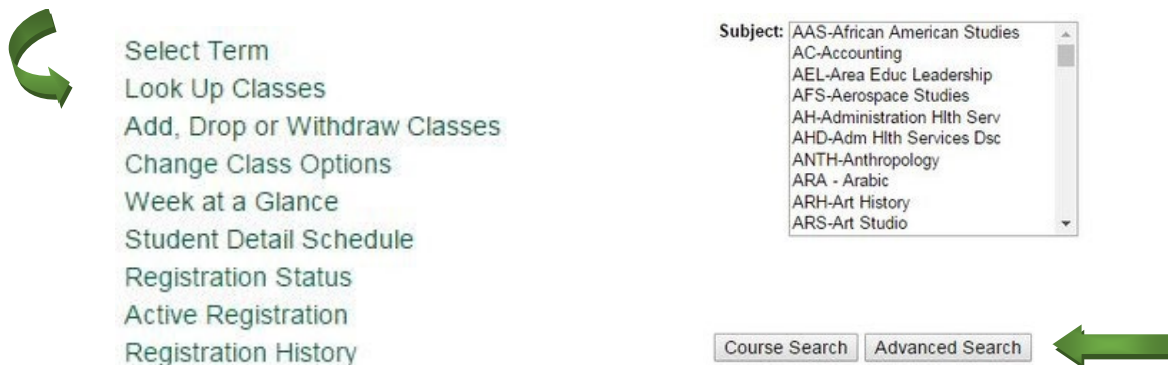 Select Term
Look Up Classes
Add, Drop or Withdraw Classes
Change Class Options
Week at a Glance
Student Detail Schedule
Registration Status
Active Registration
Registration History
Subject:
AAS-African American Studies
AC-Accounting
AEL-Area Educ Leadership
AFS-Aerospace Studies
AH-Administration Hlth Serv
AHD-Adm Hlth Services Dsc
ANTH-Anthropology
ARA - Arabic
ARH-Art History
ARS-Art Studio
Course Search
Advanced Search